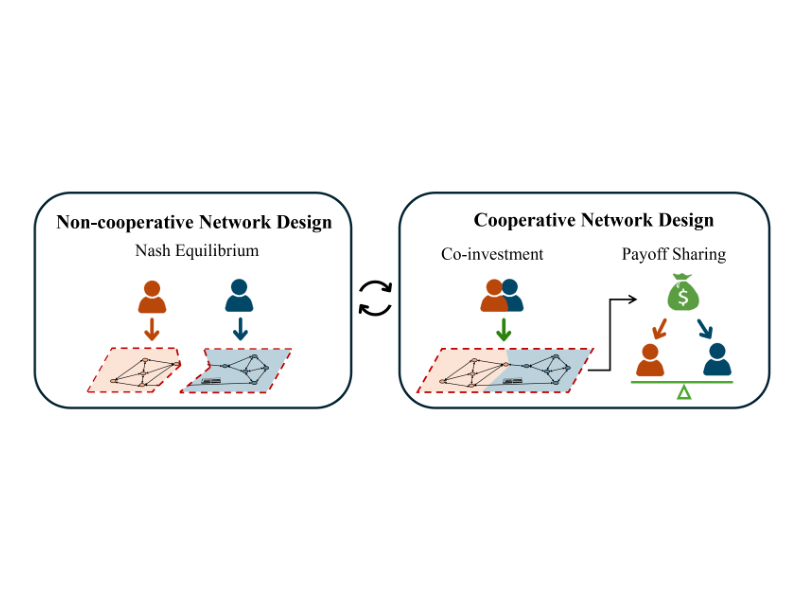 Non-cooperative Network Design
Nash Equilibrium
Cooperative Network Design
Co-investment
Payoff Sharing
$